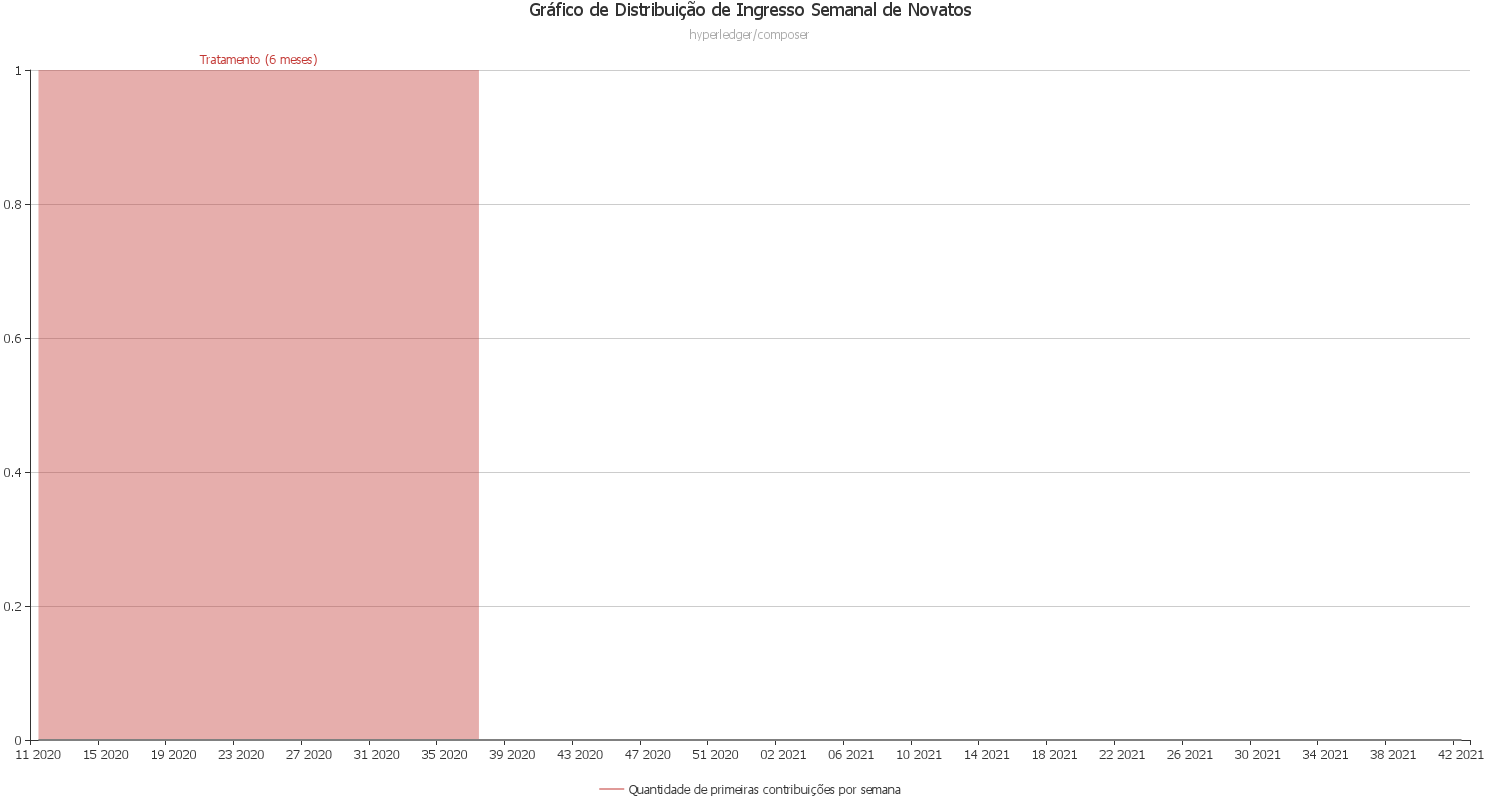 Gráfico de Distribuição de Ingresso Semanal de Novatos
hyperledger/composer
Tratamento (6 meses)
1
0.8
0.6
0.4
0.2
0
11 2020 15 2020 19 2020 23 2020 27 2020 31 2020 35 2020 39 2020 43 2020 47 2020 51 2020 02 2021 06 2021 10 2021 14 2021 18 2021 22 2021 26 2021 30 2021 34 2021 38 2021 42 2021
Quantidade de primeiras contribuições por semana